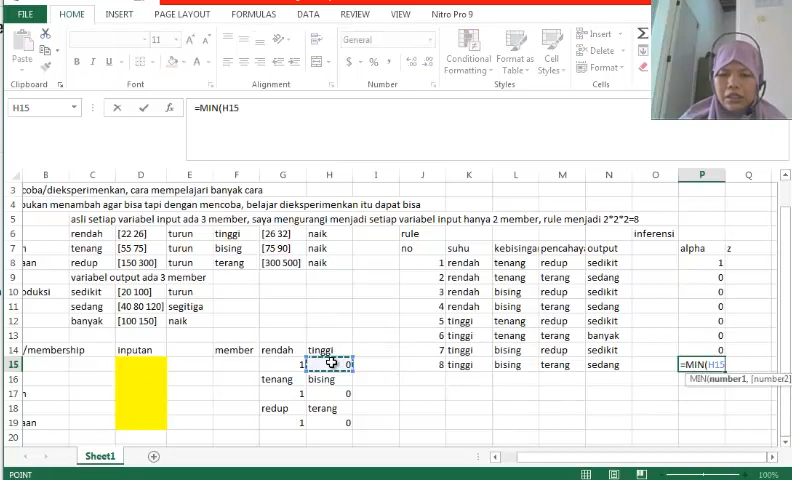 FILE HOME INSERT PAGE LAYOUT FORMULAS DATA REVIEW VIEW Nitro Pro 9
Paste 11 General Conditional Formatting Format as Table Cell Styles Insert Delete Format
B I U A $ % ,
Clipboard Font Alignment Number Styles Cells
H15 fx =MIN(H15
B C D E F G H I J K L M N O P Q
3 coba/dieksperimenkan, cara mempelajari banyak cara
4 bukan menambah agar bisa tapi dengan mencoba, belajar dieksperimenkan itu dapat bisa
5 asli setiap variabel input ada 3 member, saya mengurangi menjadi setiap variabel input hanya 2 member, rule menjadi 2*2*2=8
6 rendah [22 26] turun tinggi [26 32] naik rule inferensi
7 n tenang [55 75] turun bising [75 90] naik no suhu kebisingan pencahaya output alpha z
8 aan redup [150 300] turun terang [300 500] naik 1 rendah tenang redup sedikit 1
9 variabel output ada 3 member 2 rendah tenang terang sedang 0
10 oduksi sedikit [20 100] turun 3 rendah bising redup sedikit 0
11 sedang [40 80 120] segitiga 4 rendah bising terang sedang 0
12 banyak [100 150] naik 5 tinggi tenang redup sedikit 0
13 6 tinggi tenang terang banyak 0
14 /membership inputan member rendah tinggi 7 tinggi bising redup sedikit 0
15 1 0 8 tinggi bising terang sedang =MIN(H15
MIN(number1, [number2]
16 tenang bising
17 n 1 0
18 redup terang
19 aan 1 0
20
Sheet1
POINT 100%